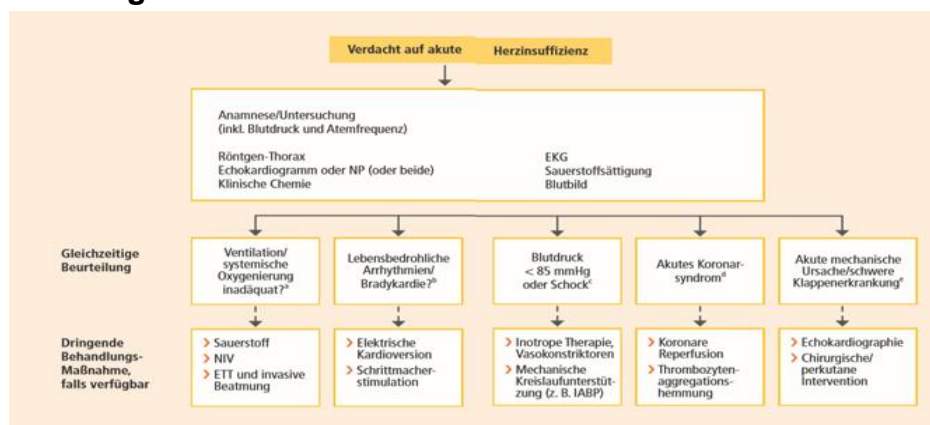 Verdacht auf akute Herzinsuffizienz
Anamnese/Untersuchung
(inkl. Blutdruck und Atemfrequenz)
Röntgen-Thorax
Echokardiogramm oder NP (oder beide)
Klinische Chemie
EKG
Sauerstoffsättigung
Blutbild
Gleichzeitige
Beurteilung
Ventilation/
systemische
Oxygenierung
inadäquat?ᵃ
Lebensbedrohliche
Arrhythmien/
Bradykardie?ᵇ
Blutdruck
< 85 mmHg
oder Schockᶜ
Akutes Koronar-
syndromᵈ
Akute mechanische
Ursache/schwere
Klappenerkrankungᵉ
Dringende
Behandlungs-
Maßnahme,
falls verfügbar
> Sauerstoff
> NIV
> ETT und invasive
Beatmung
> Elektrische
Kardioversion
> Schrittmacher-
stimulation
> Inotrope Therapie,
Vasokonstriktoren
> Mechanische
Kreislaufunterstüt-
zung (z. B. IABP)
> Koronare
Reperfusion
> Thrombozyten-
aggregations-
hemmung
> Echokardiographie
> Chirurgische/
perkutane
Intervention